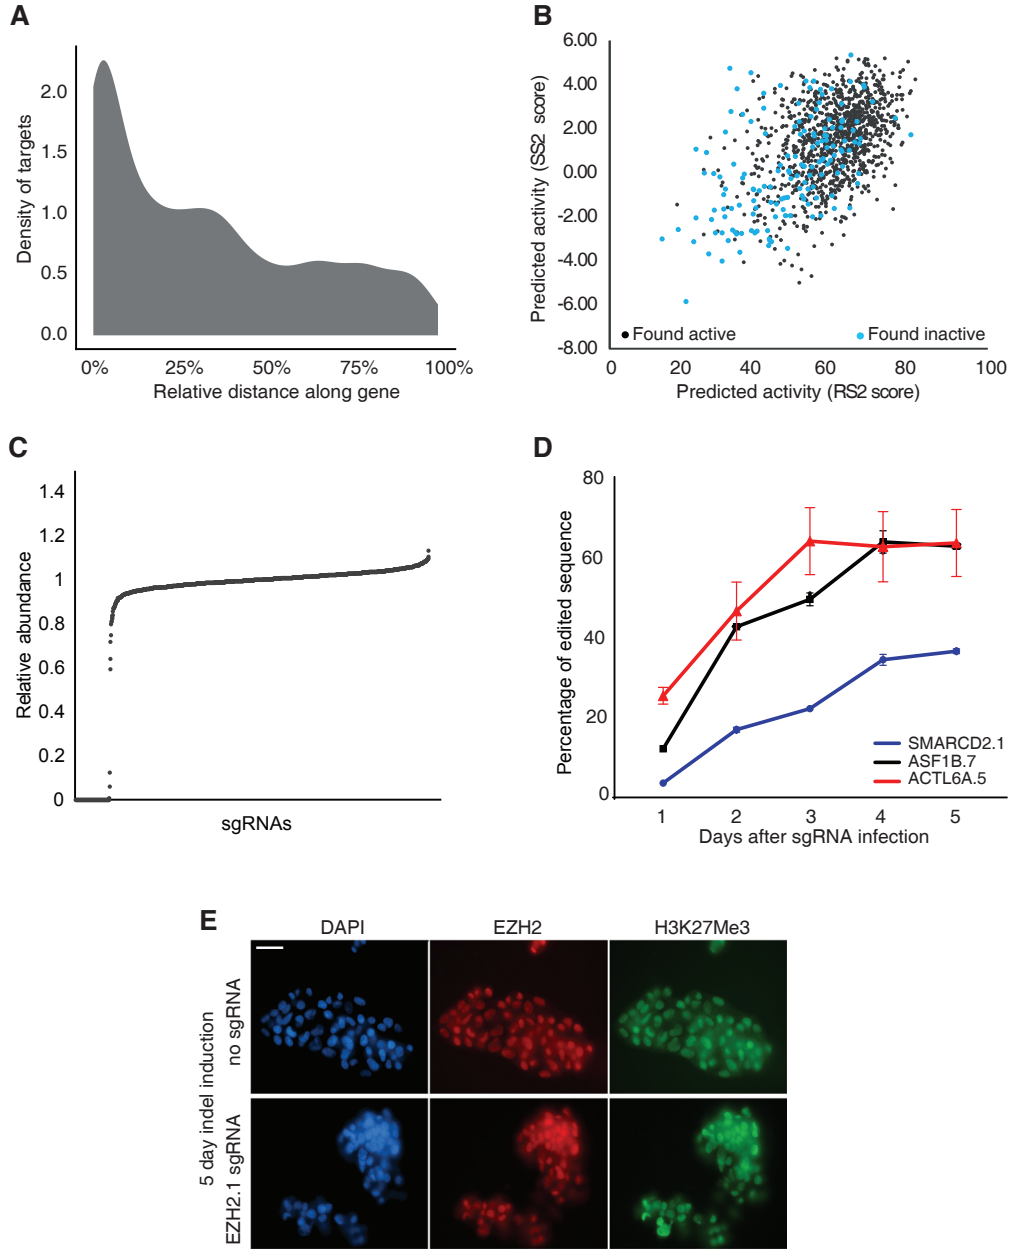 A
Density of targets
2.0
1.5
1.0
0.5
0.0
0% 25% 50% 75% 100%
Relative distance along gene
B
Predicted activity (SS2 score)
6.00
4.00
2.00
0.00
-2.00
-4.00
-6.00
-8.00
Found active Found inactive
0 20 40 60 80 100
Predicted activity (RS2 score)
C
Relative abundance
1.4
1.2
1
0.8
0.6
0.4
0.2
0
sgRNAs
D
Percentage of edited sequence
80
60
40
20
0
SMARCD2.1
ASF1B.7
ACTL6A.5
1 2 3 4 5
Days after sgRNA infection
E
DAPI EZH2 H3K27Me3
5 day indel induction
no sgRNA
EZH2.1 sgRNA